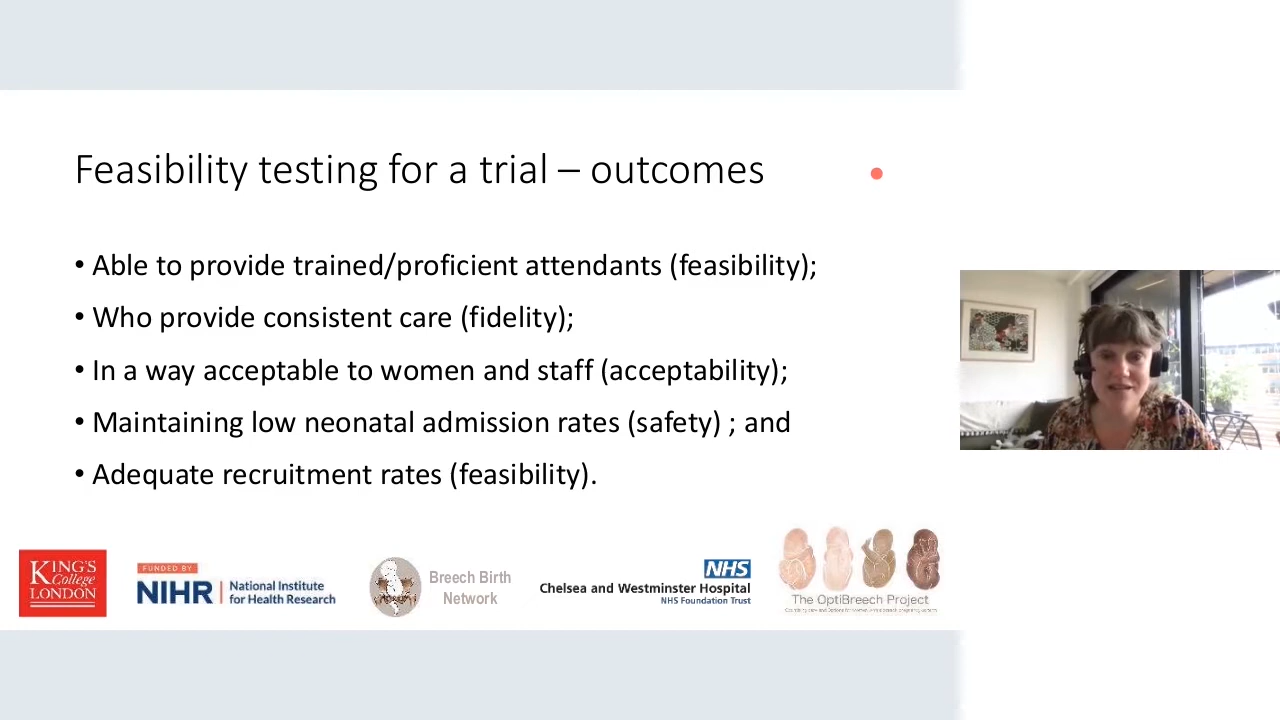 Feasibility testing for a trial – outcomes
• Able to provide trained/proficient attendants (feasibility);
• Who provide consistent care (fidelity);
• In a way acceptable to women and staff (acceptability);
• Maintaining low neonatal admission rates (safety) ; and
• Adequate recruitment rates (feasibility).
KING'S
College
LONDON
FUNDED BY
NIHR | National Institute
for Health Research
Breech Birth
Network
NHS
Chelsea and Westminster Hospital
NHS Foundation Trust
The OptiBreech Project